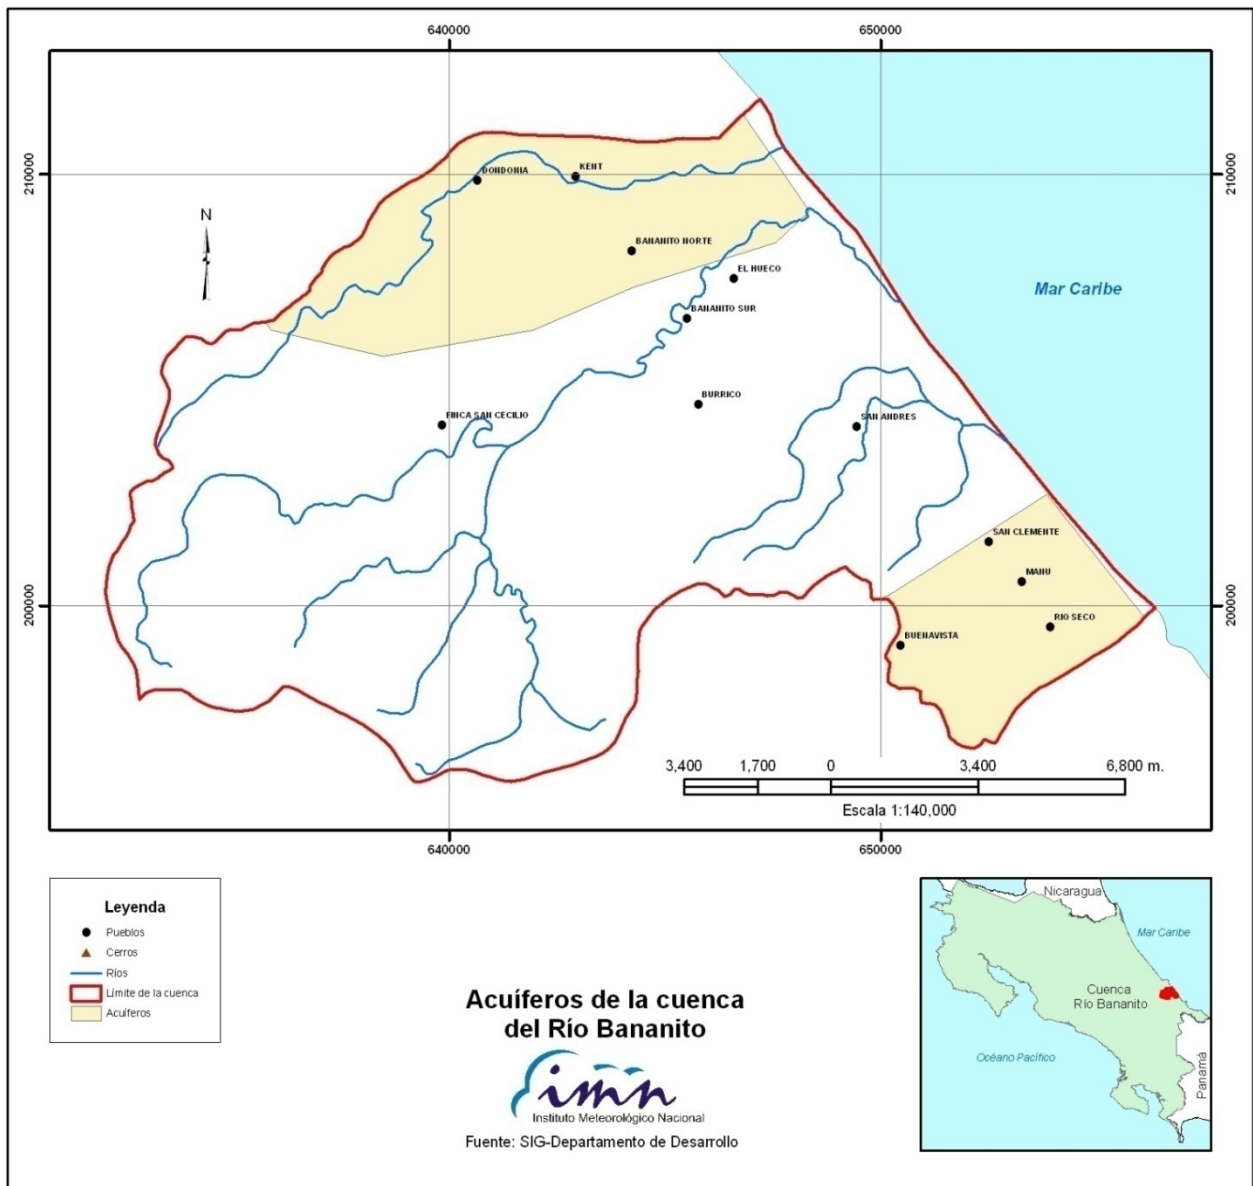 640000
650000
210000
210000
N
DONDONIA
KENT
BANANITO NORTE
EL HUECO
BANANITO SUR
Mar Caribe
BURRICO
FINCA SAN CECILIO
SAN ANDRES
SAN CLEMENTE
MANU
200000
200000
RIO SECO
BUENAVISTA
3,400 1,700 0 3,400 6,800 m.
Escala 1:140,000
640000
650000
Leyenda
Pueblos
Cerros
Ríos
Límite de la cuenca
Acuíferos
Acuíferos de la cuenca
del Río Bananito
imn
Instituto Meteorológico Nacional
Fuente: SIG-Departamento de Desarrollo
Nicaragua
Mar Caribe
Cuenca
Río Bananito
Océano Pacífico
Panamá